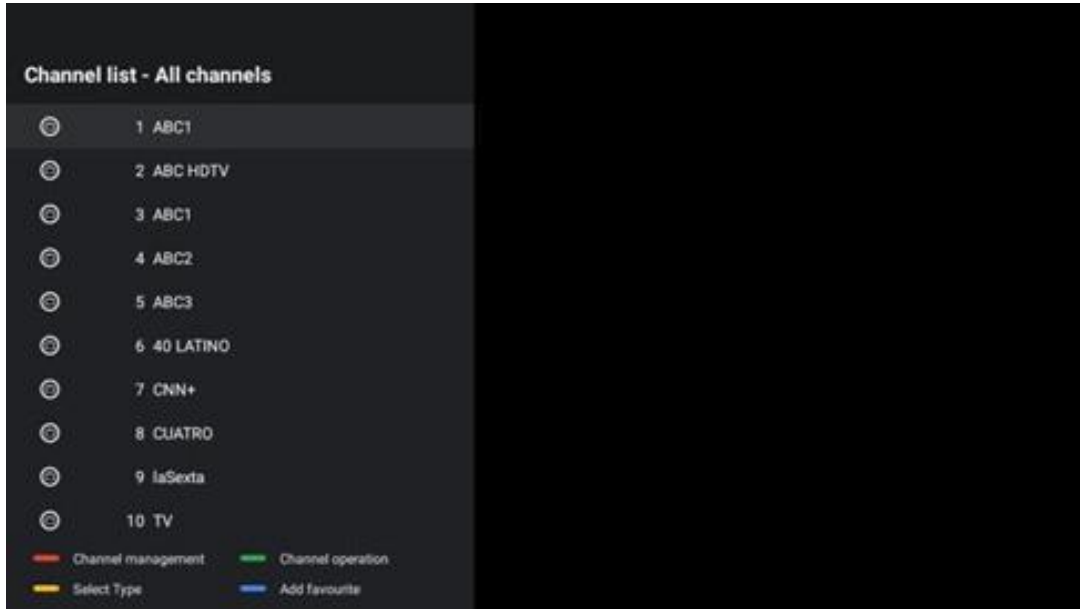 Channel list - All channels
1 ABC1
2 ABC HDTV
3 ABC1
4 ABC2
5 ABC3
6 40 LATINO
7 CNN+
8 CUATRO
9 laSexta
10 TV
Channel management Channel operation
Select Type Add favourite